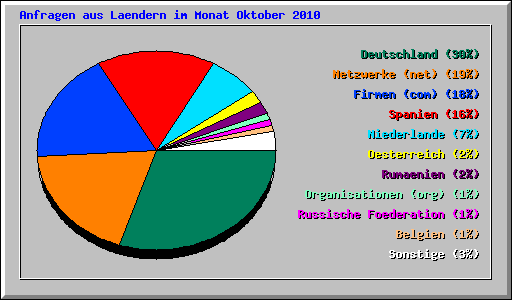 Anfragen aus Laendern im Monat Oktober 2010
Deutschland (30%)
Netzwerke (net) (19%)
Firmen (com) (18%)
Spanien (16%)
Niederlande (7%)
Oesterreich (2%)
Rumaenien (2%)
Organisationen (org) (1%)
Russische Foederation (1%)
Belgien (1%)
Sonstige (3%)